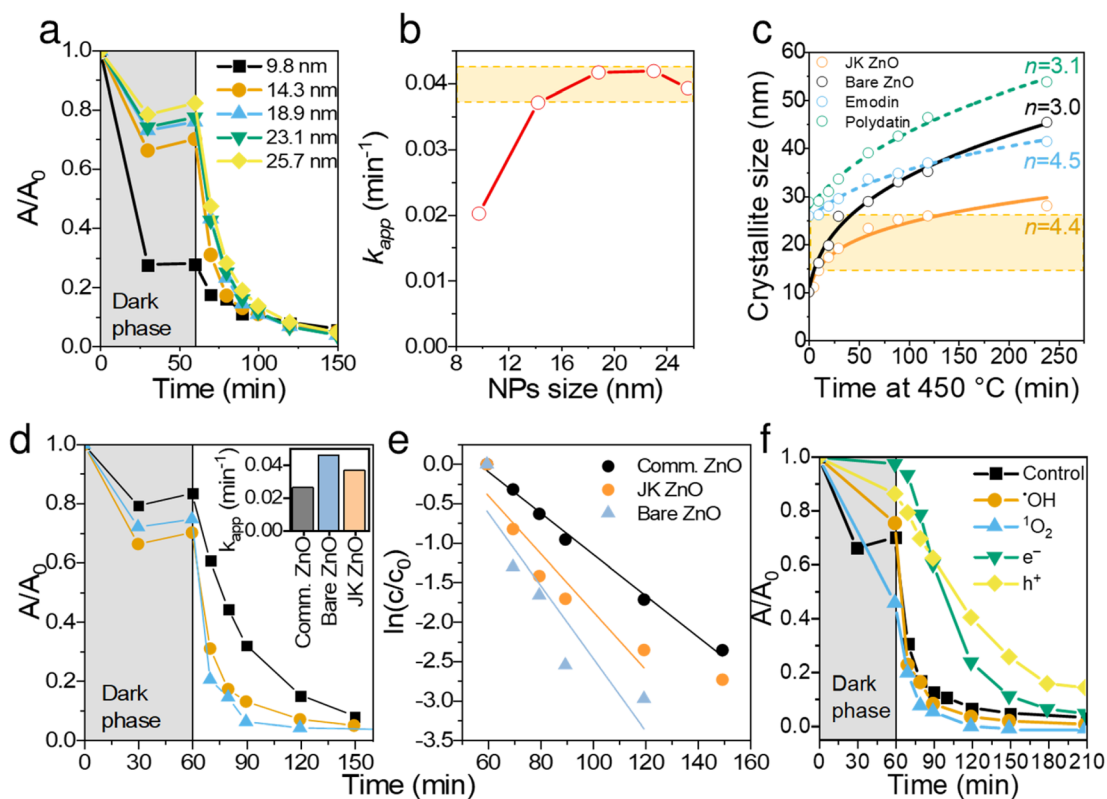 a
1.0
0.8
0.6
0.4
0.2
0.0
A/A₀
9.8 nm
14.3 nm
18.9 nm
23.1 nm
25.7 nm
Dark
phase
0
50
100
150
Time (min)
b
0.04
0.03
0.02
0.01
0.00
k_app (min⁻¹)
8
12
16
20
24
NPs size (nm)
c
60
50
40
30
20
10
0
Crystallite size (nm)
JK ZnO
Bare ZnO
Emodin
Polydatin
n=3.1
n=3.0
n=4.5
n=4.4
0
50
100
150
200
250
Time at 450 °C (min)
d
1.0
0.8
0.6
0.4
0.2
0.0
A/A₀
k_app (min⁻¹)
0.04
0.02
0.00
Comm. ZnO
Bare ZnO
JK ZnO
Dark
phase
0
30
60
90
120
150
Time (min)
e
0.0
-0.5
-1.0
-1.5
-2.0
-2.5
-3.0
-3.5
ln(c/c₀)
Comm. ZnO
JK ZnO
Bare ZnO
60
80
100
120
140
160
Time (min)
f
1.0
0.8
0.6
0.4
0.2
0.0
A/A₀
Control
•OH
¹O₂
e⁻
h⁺
Dark
phase
0
30
60
90
120
150
180
210
Time (min)